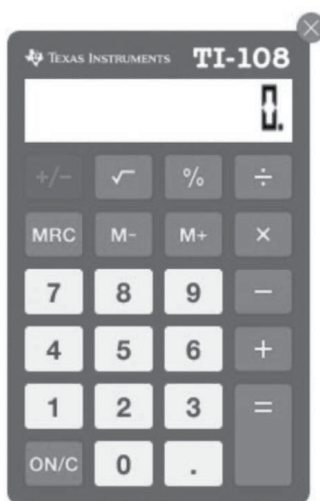 TEXAS INSTRUMENTS TI-108
0.
+/- √ % ÷
MRC M- M+ ×
7 8 9 −
4 5 6 +
1 2 3 =
ON/C 0 .